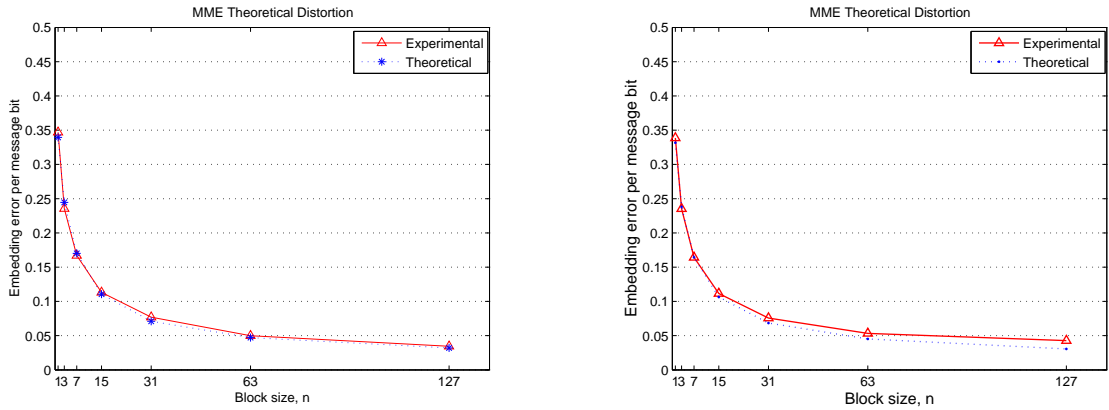 MME Theoretical Distortion
Experimental
Theoretical
0.5
0.45
0.4
0.35
0.3
0.25
0.2
0.15
0.1
0.05
0
Embedding error per message bit
1 3 7 15 31 63 127
Block size, n
MME Theoretical Distortion
Experimental
Theoretical
0.5
0.45
0.4
0.35
0.3
0.25
0.2
0.15
0.1
0.05
0
Embedding error per message bit
1 3 7 15 31 63 127
Block size, n